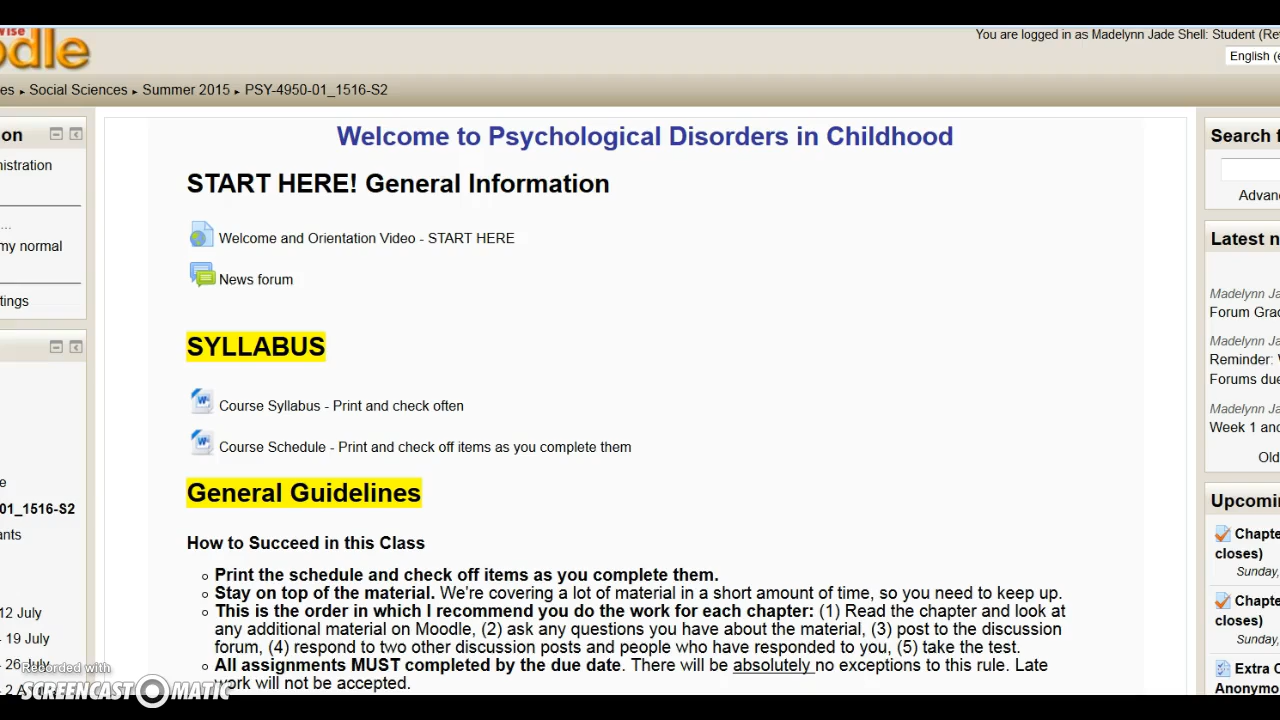 wise
odle
You are logged in as Madelynn Jade Shell: Student (Re
English (e
es ▸ Social Sciences ▸ Summer 2015 ▸ PSY-4950-01_1516-S2
on
nistration
...
my normal
tings
e
01_1516-S2
ants
12 July
- 19 July
- 26 July
2 A
Welcome to Psychological Disorders in Childhood
START HERE! General Information
Welcome and Orientation Video - START HERE
News forum
SYLLABUS
Course Syllabus - Print and check often
Course Schedule - Print and check off items as you complete them
General Guidelines
How to Succeed in this Class
Print the schedule and check off items as you complete them.
Stay on top of the material. We're covering a lot of material in a short amount of time, so you need to keep up.
This is the order in which I recommend you do the work for each chapter: (1) Read the chapter and look at
any additional material on Moodle, (2) ask any questions you have about the material, (3) post to the discussion
forum, (4) respond to two other discussion posts and people who have responded to you, (5) take the test.
All assignments MUST completed by the due date. There will be absolutely no exceptions to this rule. Late
work will not be accepted.
Search f
Advan
Latest n
Madelynn Ja
Forum Grad
Madelynn Ja
Reminder: W
Forums due
Madelynn Ja
Week 1 and
Old
Upcomin
Chapte
closes)
Sunday,
Chapte
closes)
Sunday,
Extra C
Anonymo
Recorded with
SCREENCAST MATIC